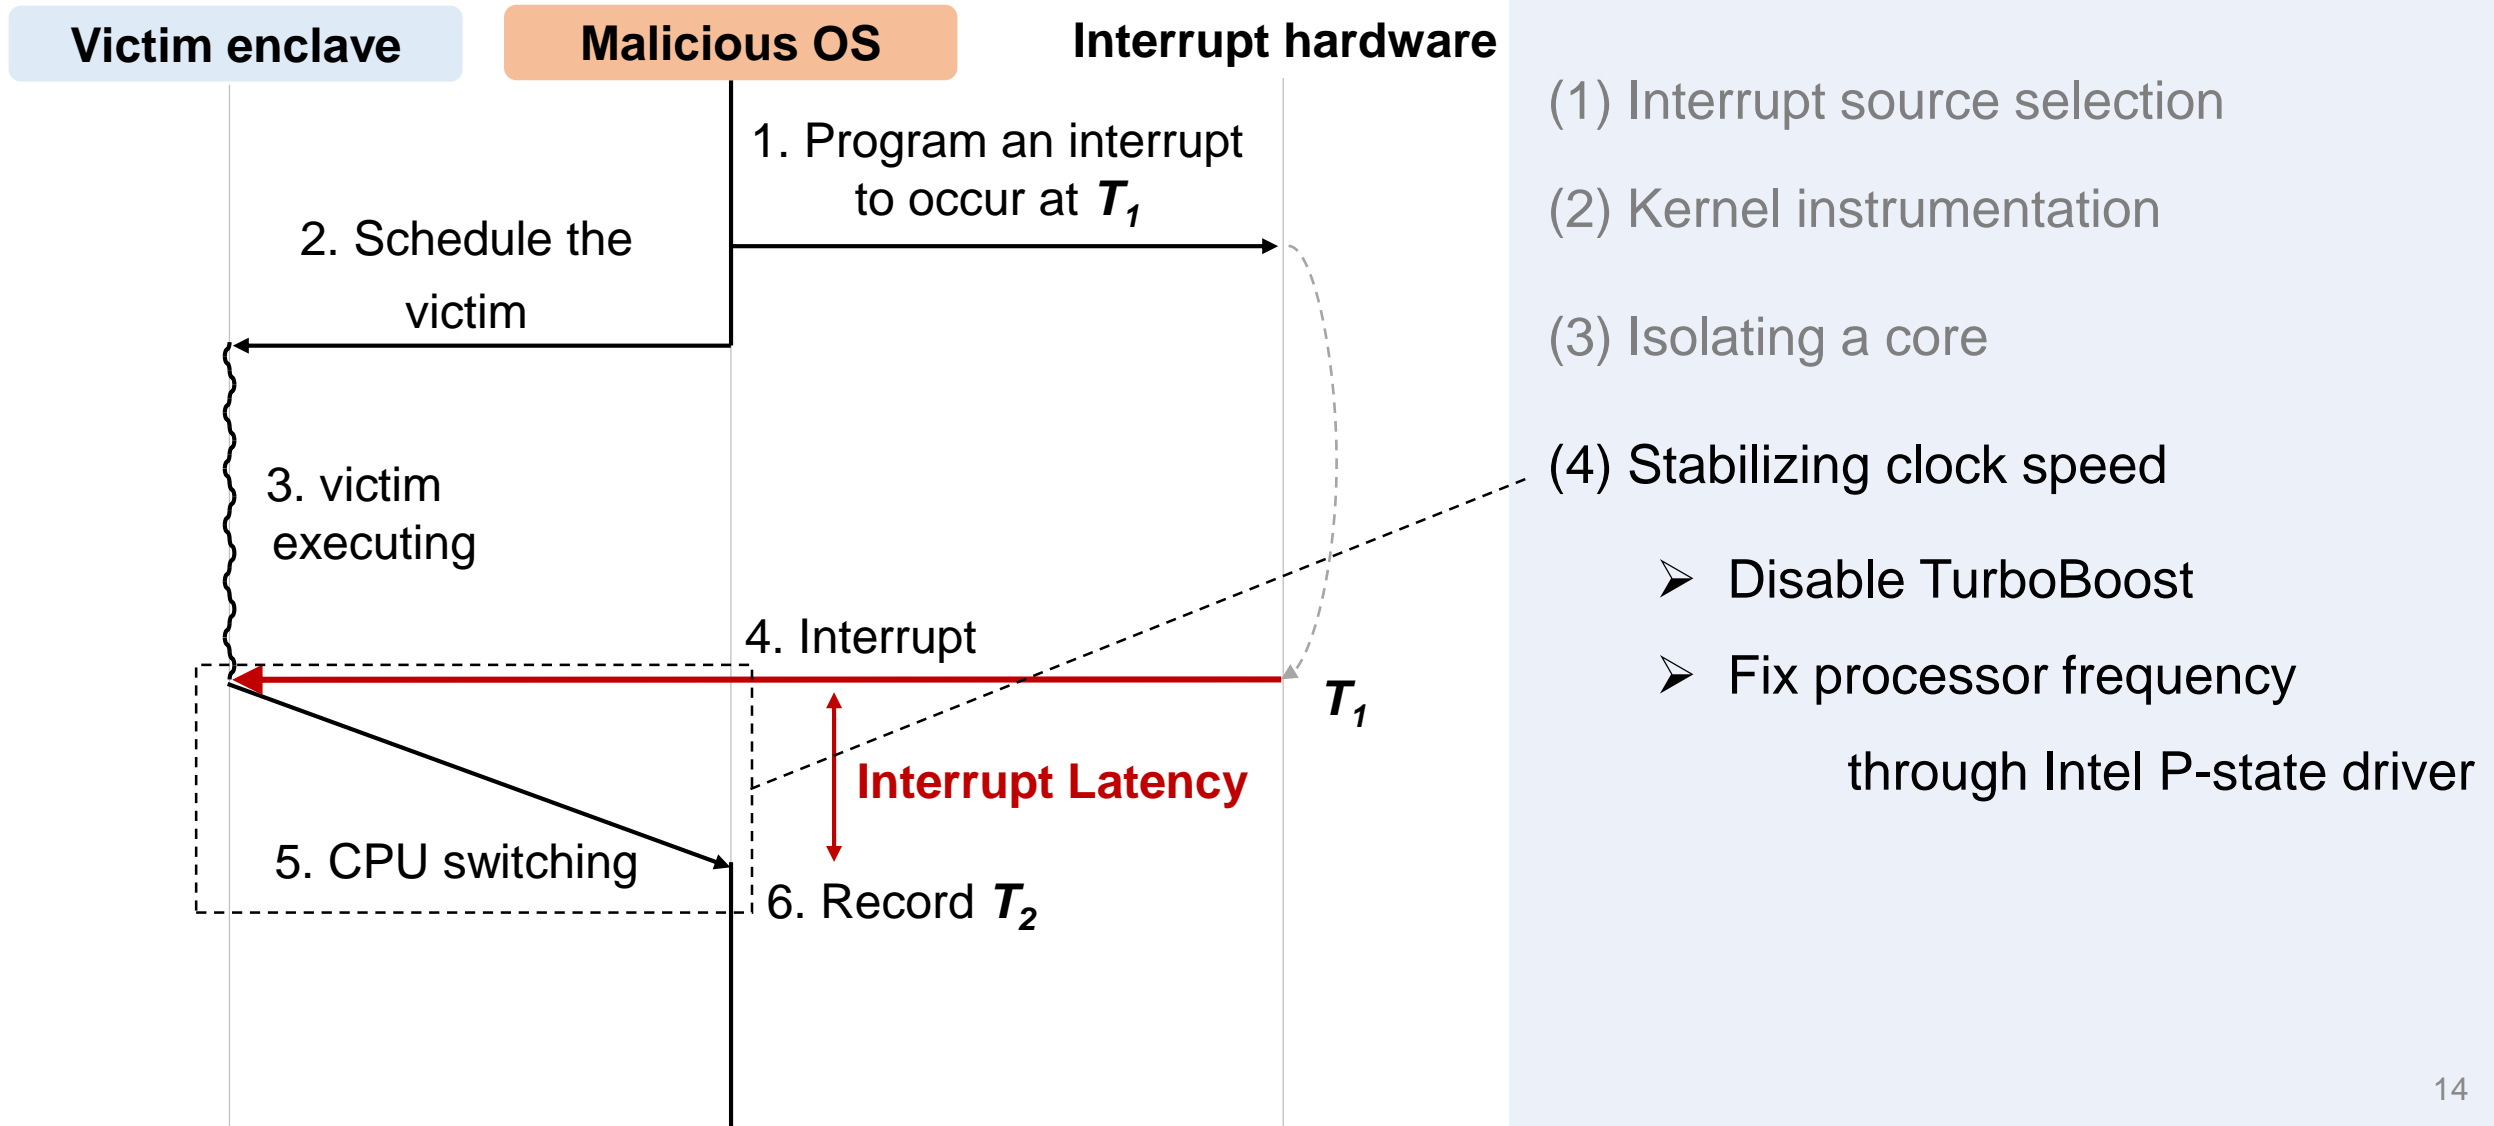 Victim enclave
Malicious OS
Interrupt hardware
1. Program an interrupt
to occur at T1
2. Schedule the
victim
3. victim
executing
4. Interrupt
T1
Interrupt Latency
5. CPU switching
6. Record T2
(1) Interrupt source selection
(2) Kernel instrumentation
(3) Isolating a core
(4) Stabilizing clock speed
➢ Disable TurboBoost
➢ Fix processor frequency
through Intel P-state driver
14